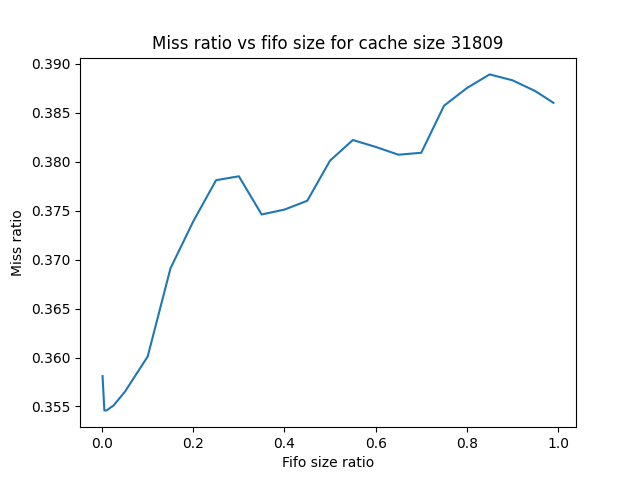 Miss ratio vs fifo size for cache size 31809
0.390
0.385
0.380
0.375
0.370
0.365
0.360
0.355
Miss ratio
0.0 0.2 0.4 0.6 0.8 1.0
Fifo size ratio